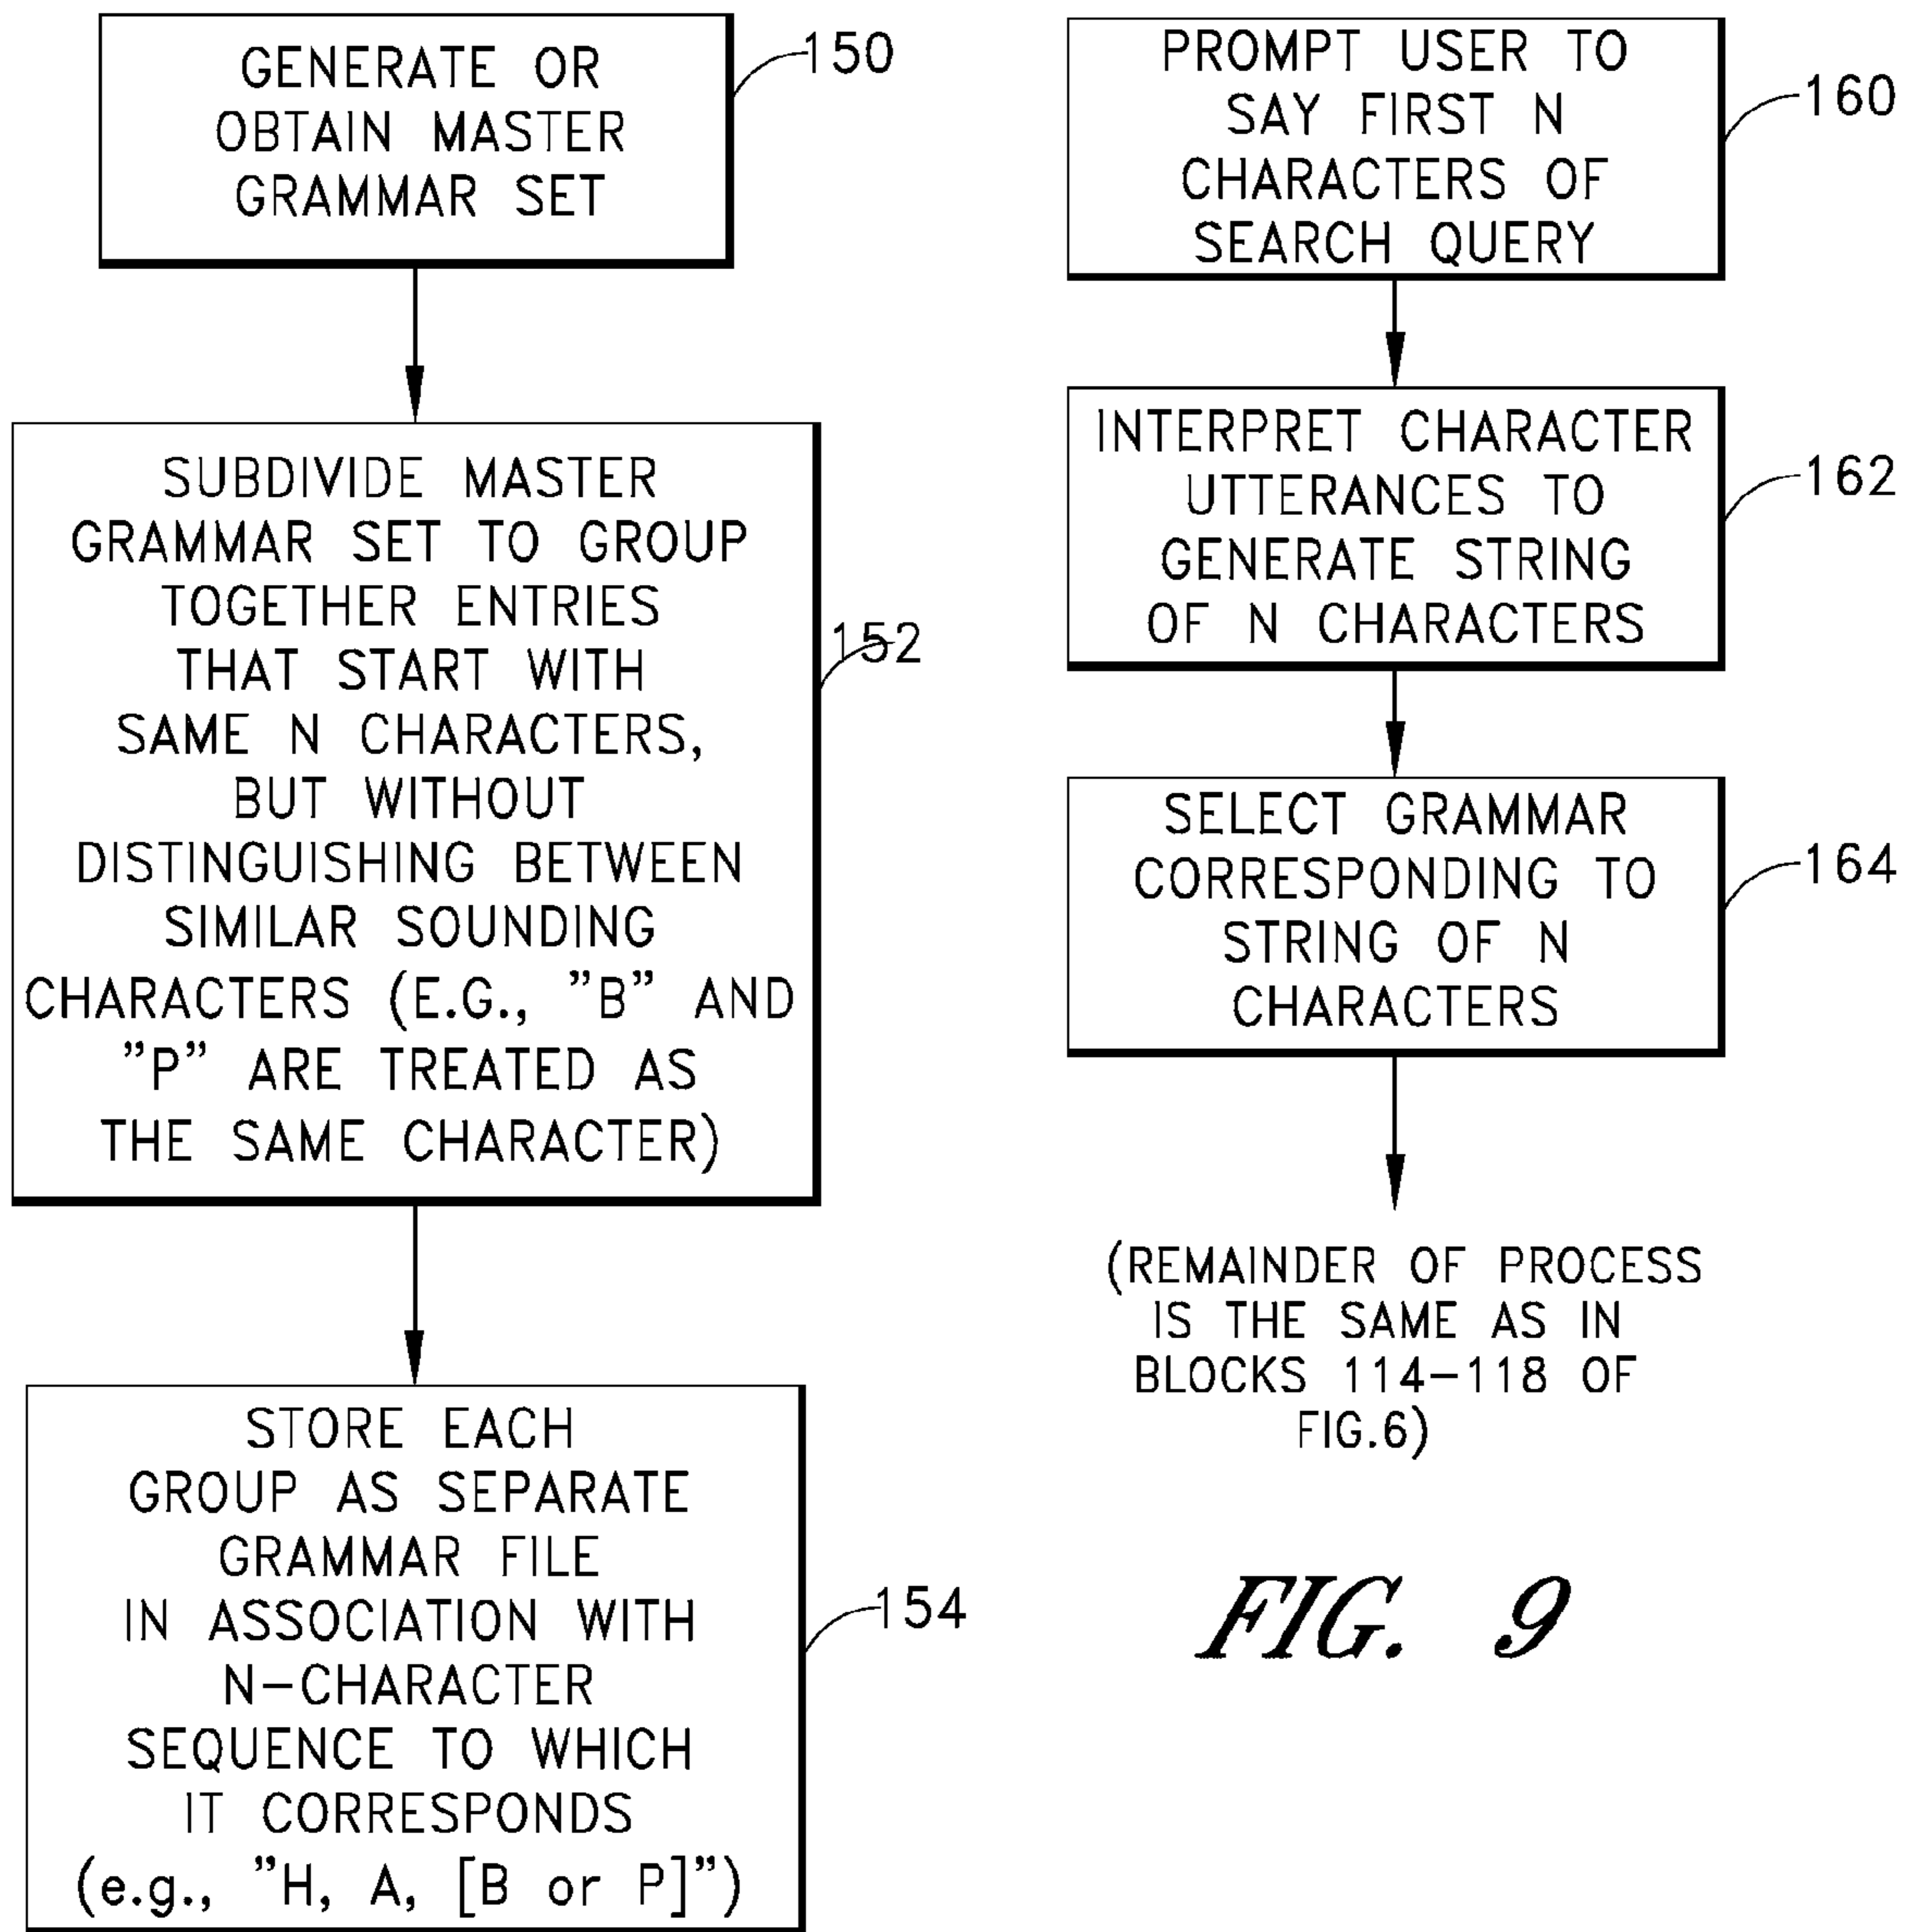 GENERATE OR
OBTAIN MASTER
GRAMMAR SET
150
SUBDIVIDE MASTER
GRAMMAR SET TO GROUP
TOGETHER ENTRIES
THAT START WITH
SAME N CHARACTERS,
BUT WITHOUT
DISTINGUISHING BETWEEN
SIMILAR SOUNDING
CHARACTERS (E.G., "B" AND
"P" ARE TREATED AS
THE SAME CHARACTER)
152
STORE EACH
GROUP AS SEPARATE
GRAMMAR FILE
IN ASSOCIATION WITH
N-CHARACTER
SEQUENCE TO WHICH
IT CORRESPONDS
(e.g., "H, A, [B or P]")
154
PROMPT USER TO
SAY FIRST N
CHARACTERS OF
SEARCH QUERY
160
INTERPRET CHARACTER
UTTERANCES TO
GENERATE STRING
OF N CHARACTERS
162
SELECT GRAMMAR
CORRESPONDING TO
STRING OF N
CHARACTERS
164
(REMAINDER OF PROCESS
IS THE SAME AS IN
BLOCKS 114-118 OF
FIG.6)
FIG. 9